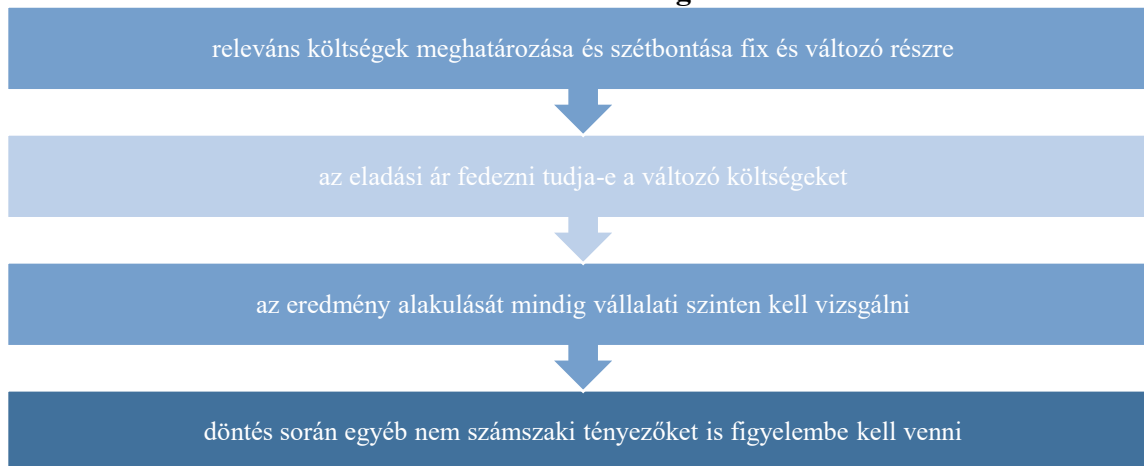 releváns költségek meghatározása és szétbontása fix és változó részre
az eladási ár fedezni tudja-e a változó költségeket
az eredmény alakulását mindig vállalati szinten kell vizsgálni
döntés során egyéb nem számszaki tényezőket is figyelembe kell venni